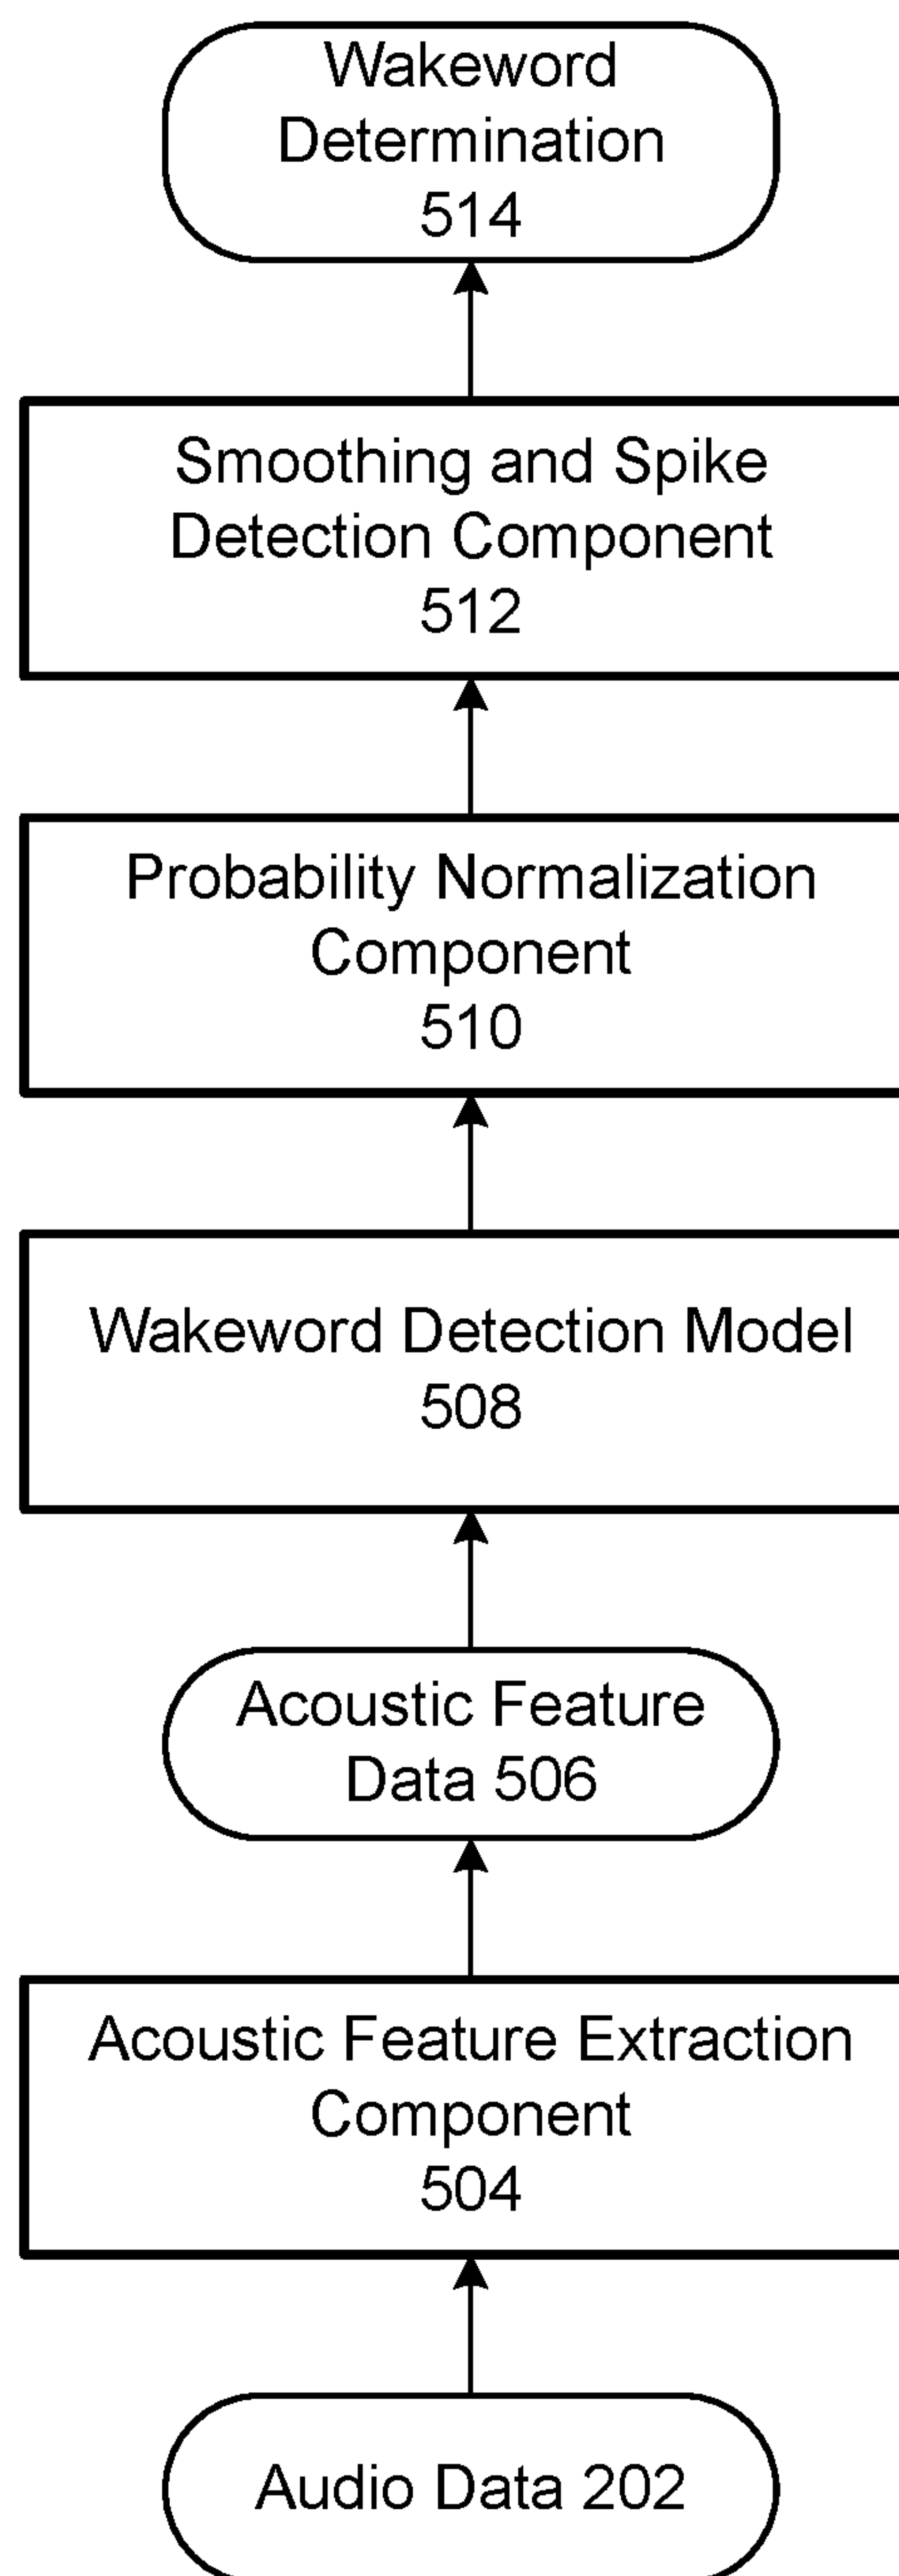 Wakeword
Determination
514
Smoothing and Spike
Detection Component
512
Probability Normalization
Component
510
Wakeword Detection Model
508
Acoustic Feature
Data 506
Acoustic Feature Extraction
Component
504
Audio Data 202